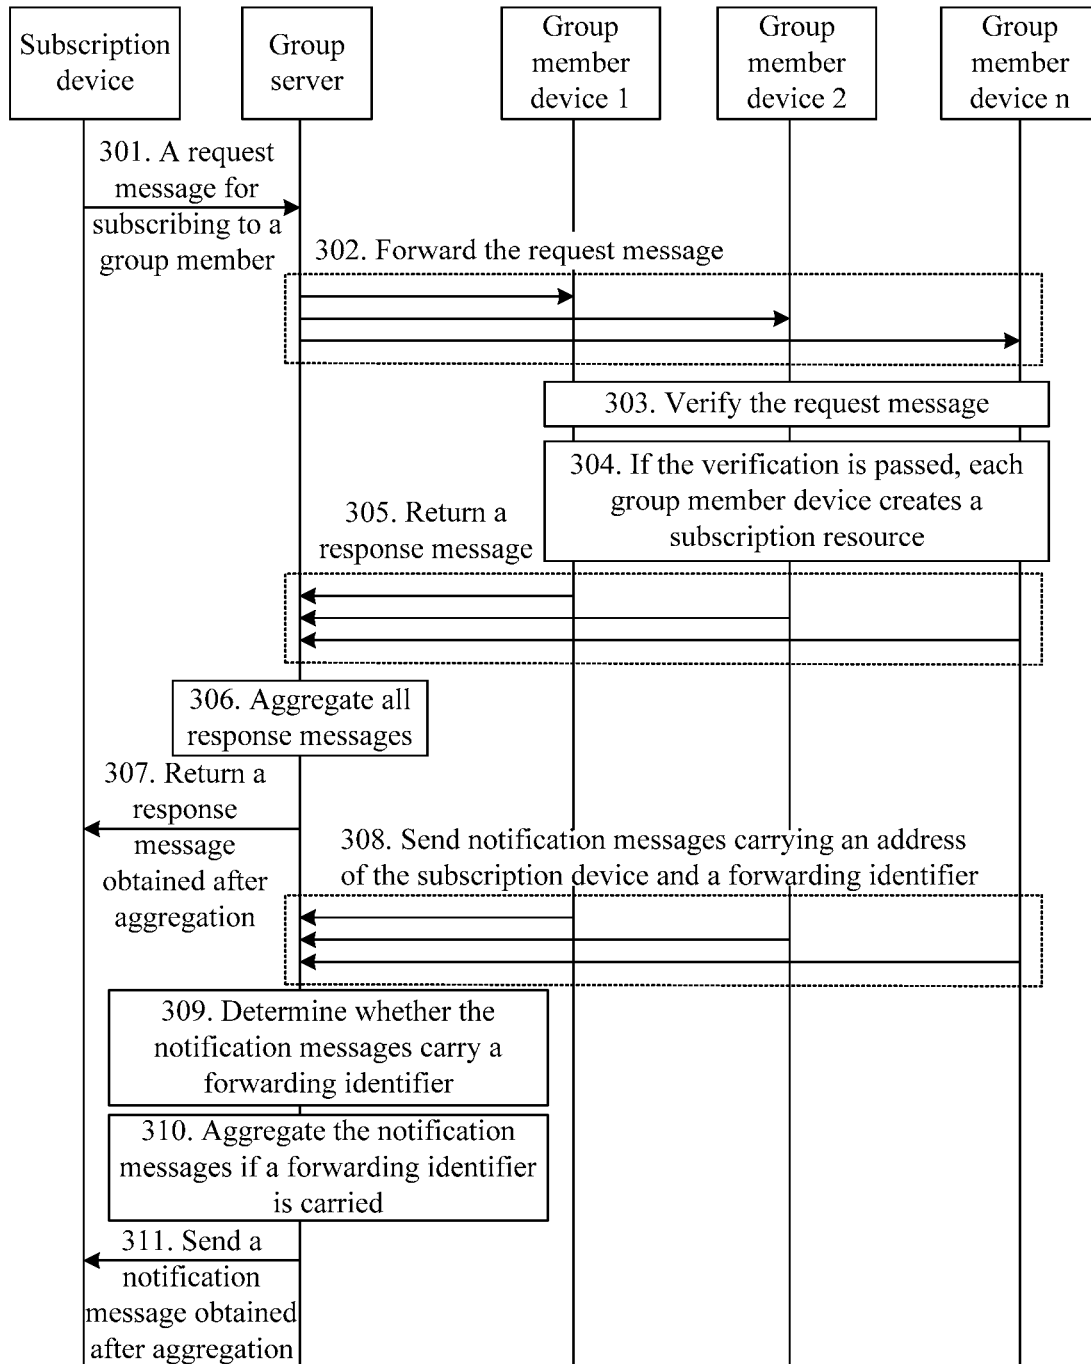 Subscription
device
Group
server
Group
member
device 1
Group
member
device 2
Group
member
device n
301. A request
message for
subscribing to a
group member
302. Forward the request message
303. Verify the request message
304. If the verification is passed, each
group member device creates a
subscription resource
305. Return a
response message
306. Aggregate all
response messages
307. Return a
response
message
obtained after
aggregation
308. Send notification messages carrying an address
of the subscription device and a forwarding identifier
309. Determine whether the
notification messages carry a
forwarding identifier
310. Aggregate the notification
messages if a forwarding identifier
is carried
311. Send a
notification
message obtained
after aggregation